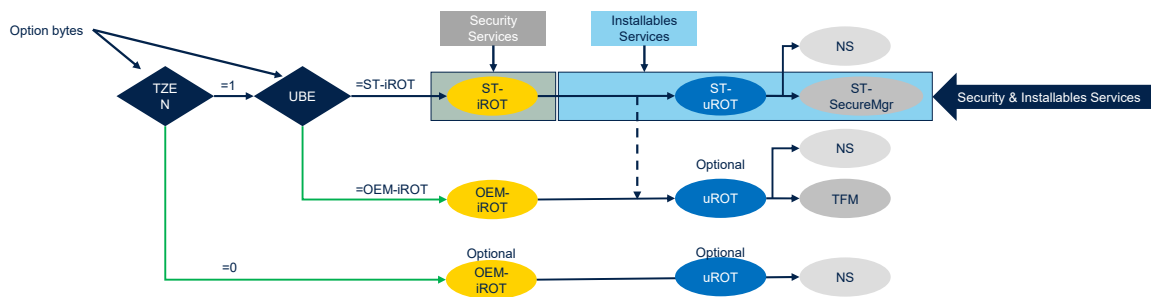 Security
Services
Installables
Services
Option bytes
NS
TZE
N
=1
UBE
=ST-iROT
ST-
iROT
ST-
uROT
ST-
SecureMgr
Security & Installables Services
Optional
NS
=OEM-iROT
OEM-
iROT
uROT
TFM
=0
Optional
OEM-
iROT
Optional
uROT
NS